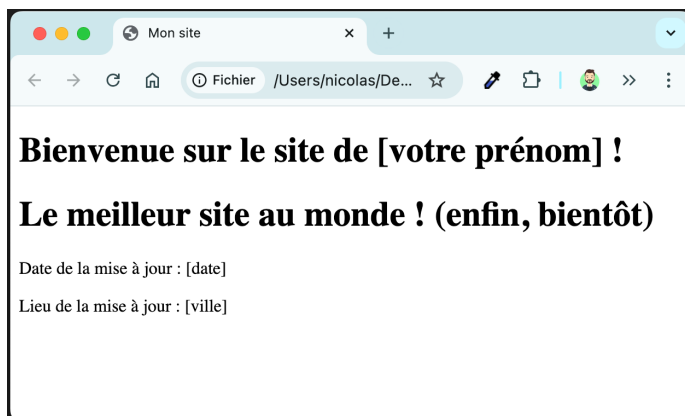 Mon site
Fichier /Users/nicolas/De...
Bienvenue sur le site de [votre prénom] !
Le meilleur site au monde ! (enfin, bientôt)
Date de la mise à jour : [date]
Lieu de la mise à jour : [ville]